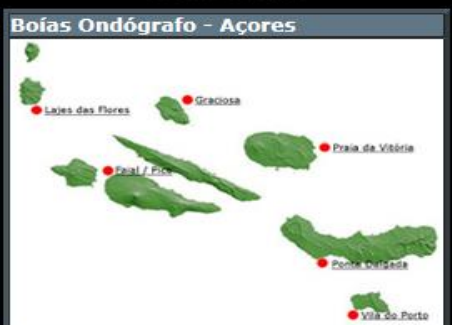 Boías Ondógrafo - Açores
Graciosa
Lajes das Flores
Praia da Vitória
Faial / Pico
Ponta Delgada
Vila do Porto